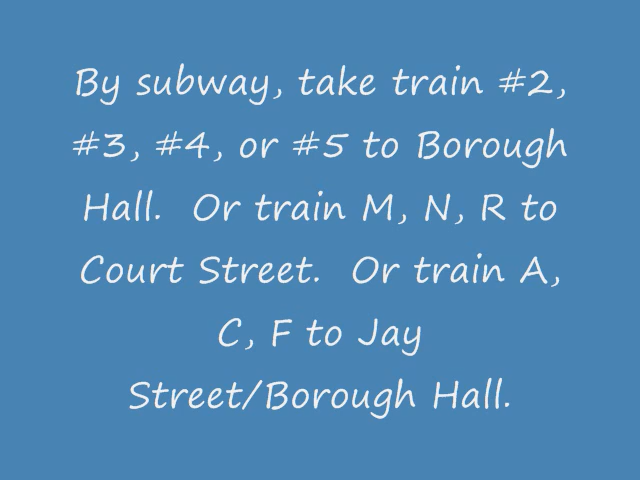 By subway, take train #2,
#3, #4, or #5 to Borough
Hall.  Or train M, N, R to
Court Street.  Or train A,
C, F to Jay
Street/Borough Hall.